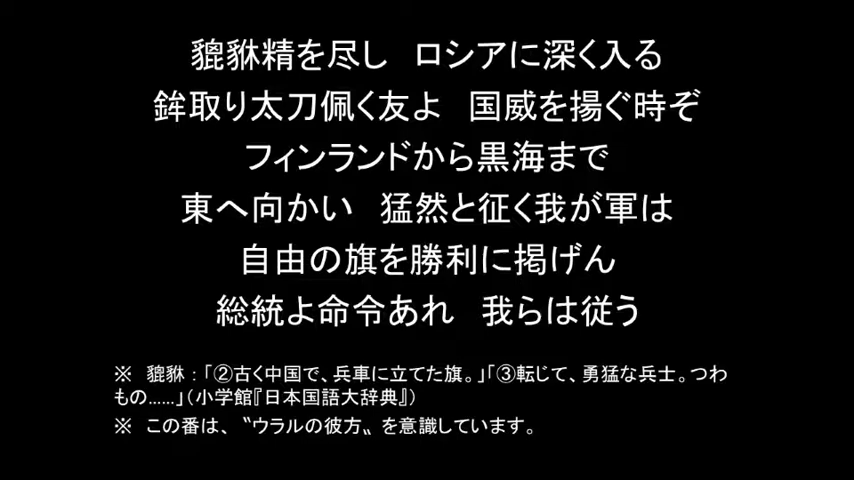 貔貅精を尽し　ロシアに深く入る
鉾取り太刀佩く友よ　国威を揚ぐ時ぞ
フィンランドから黒海まで
東へ向かい　猛然と征く我が軍は
自由の旗を勝利に掲げん
総統よ命令あれ　我らは従う
※　貔貅：「②古く中国で、兵車に立てた旗。」「③転じて、勇猛な兵士。つわ
もの……」（小学館『日本国語大辞典』）
※　この番は、〝ウラルの彼方〟を意識しています。